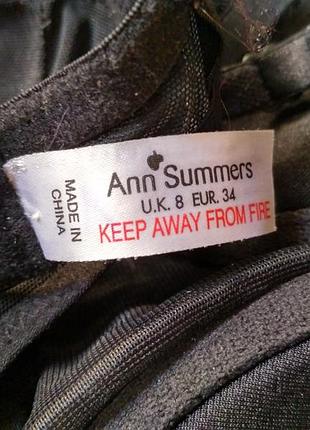 Ann Summers
U.K. 8 EUR. 34
KEEP AWAY FROM FIRE
MADE IN
CHINA